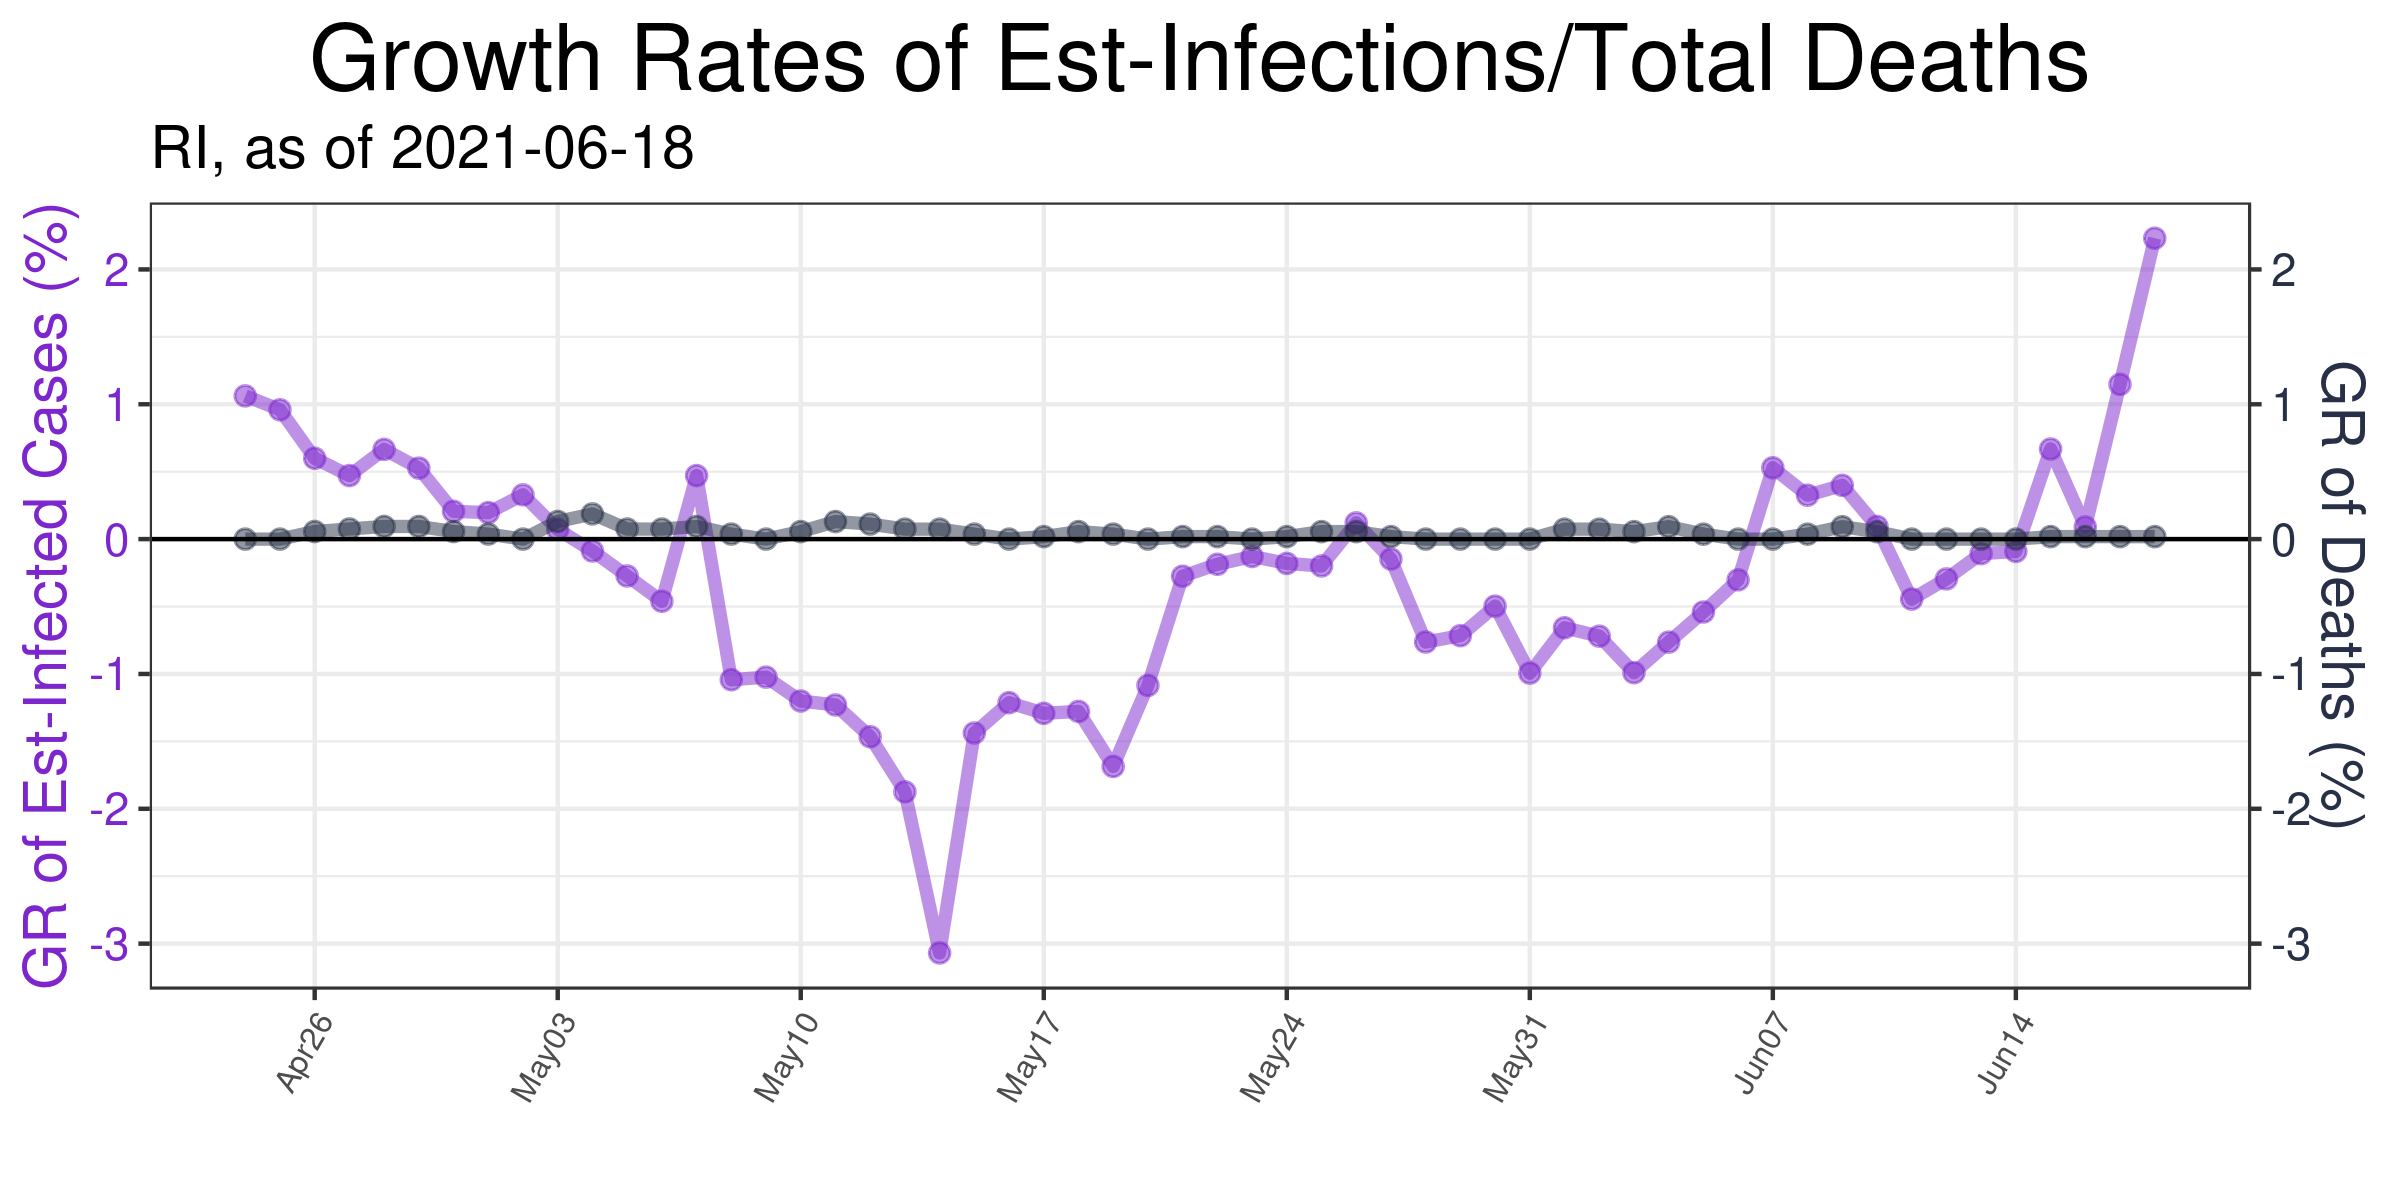 Growth Rates of Est-Infections/Total Deaths
RI, as of 2021-06-18
GR of Est-Infected Cases (%)
2
1
0
-1
-2
-3
2
1
0
-1
-2
-3
GR of Deaths (%)
Apr26
May03
May10
May17
May24
May31
Jun07
Jun14